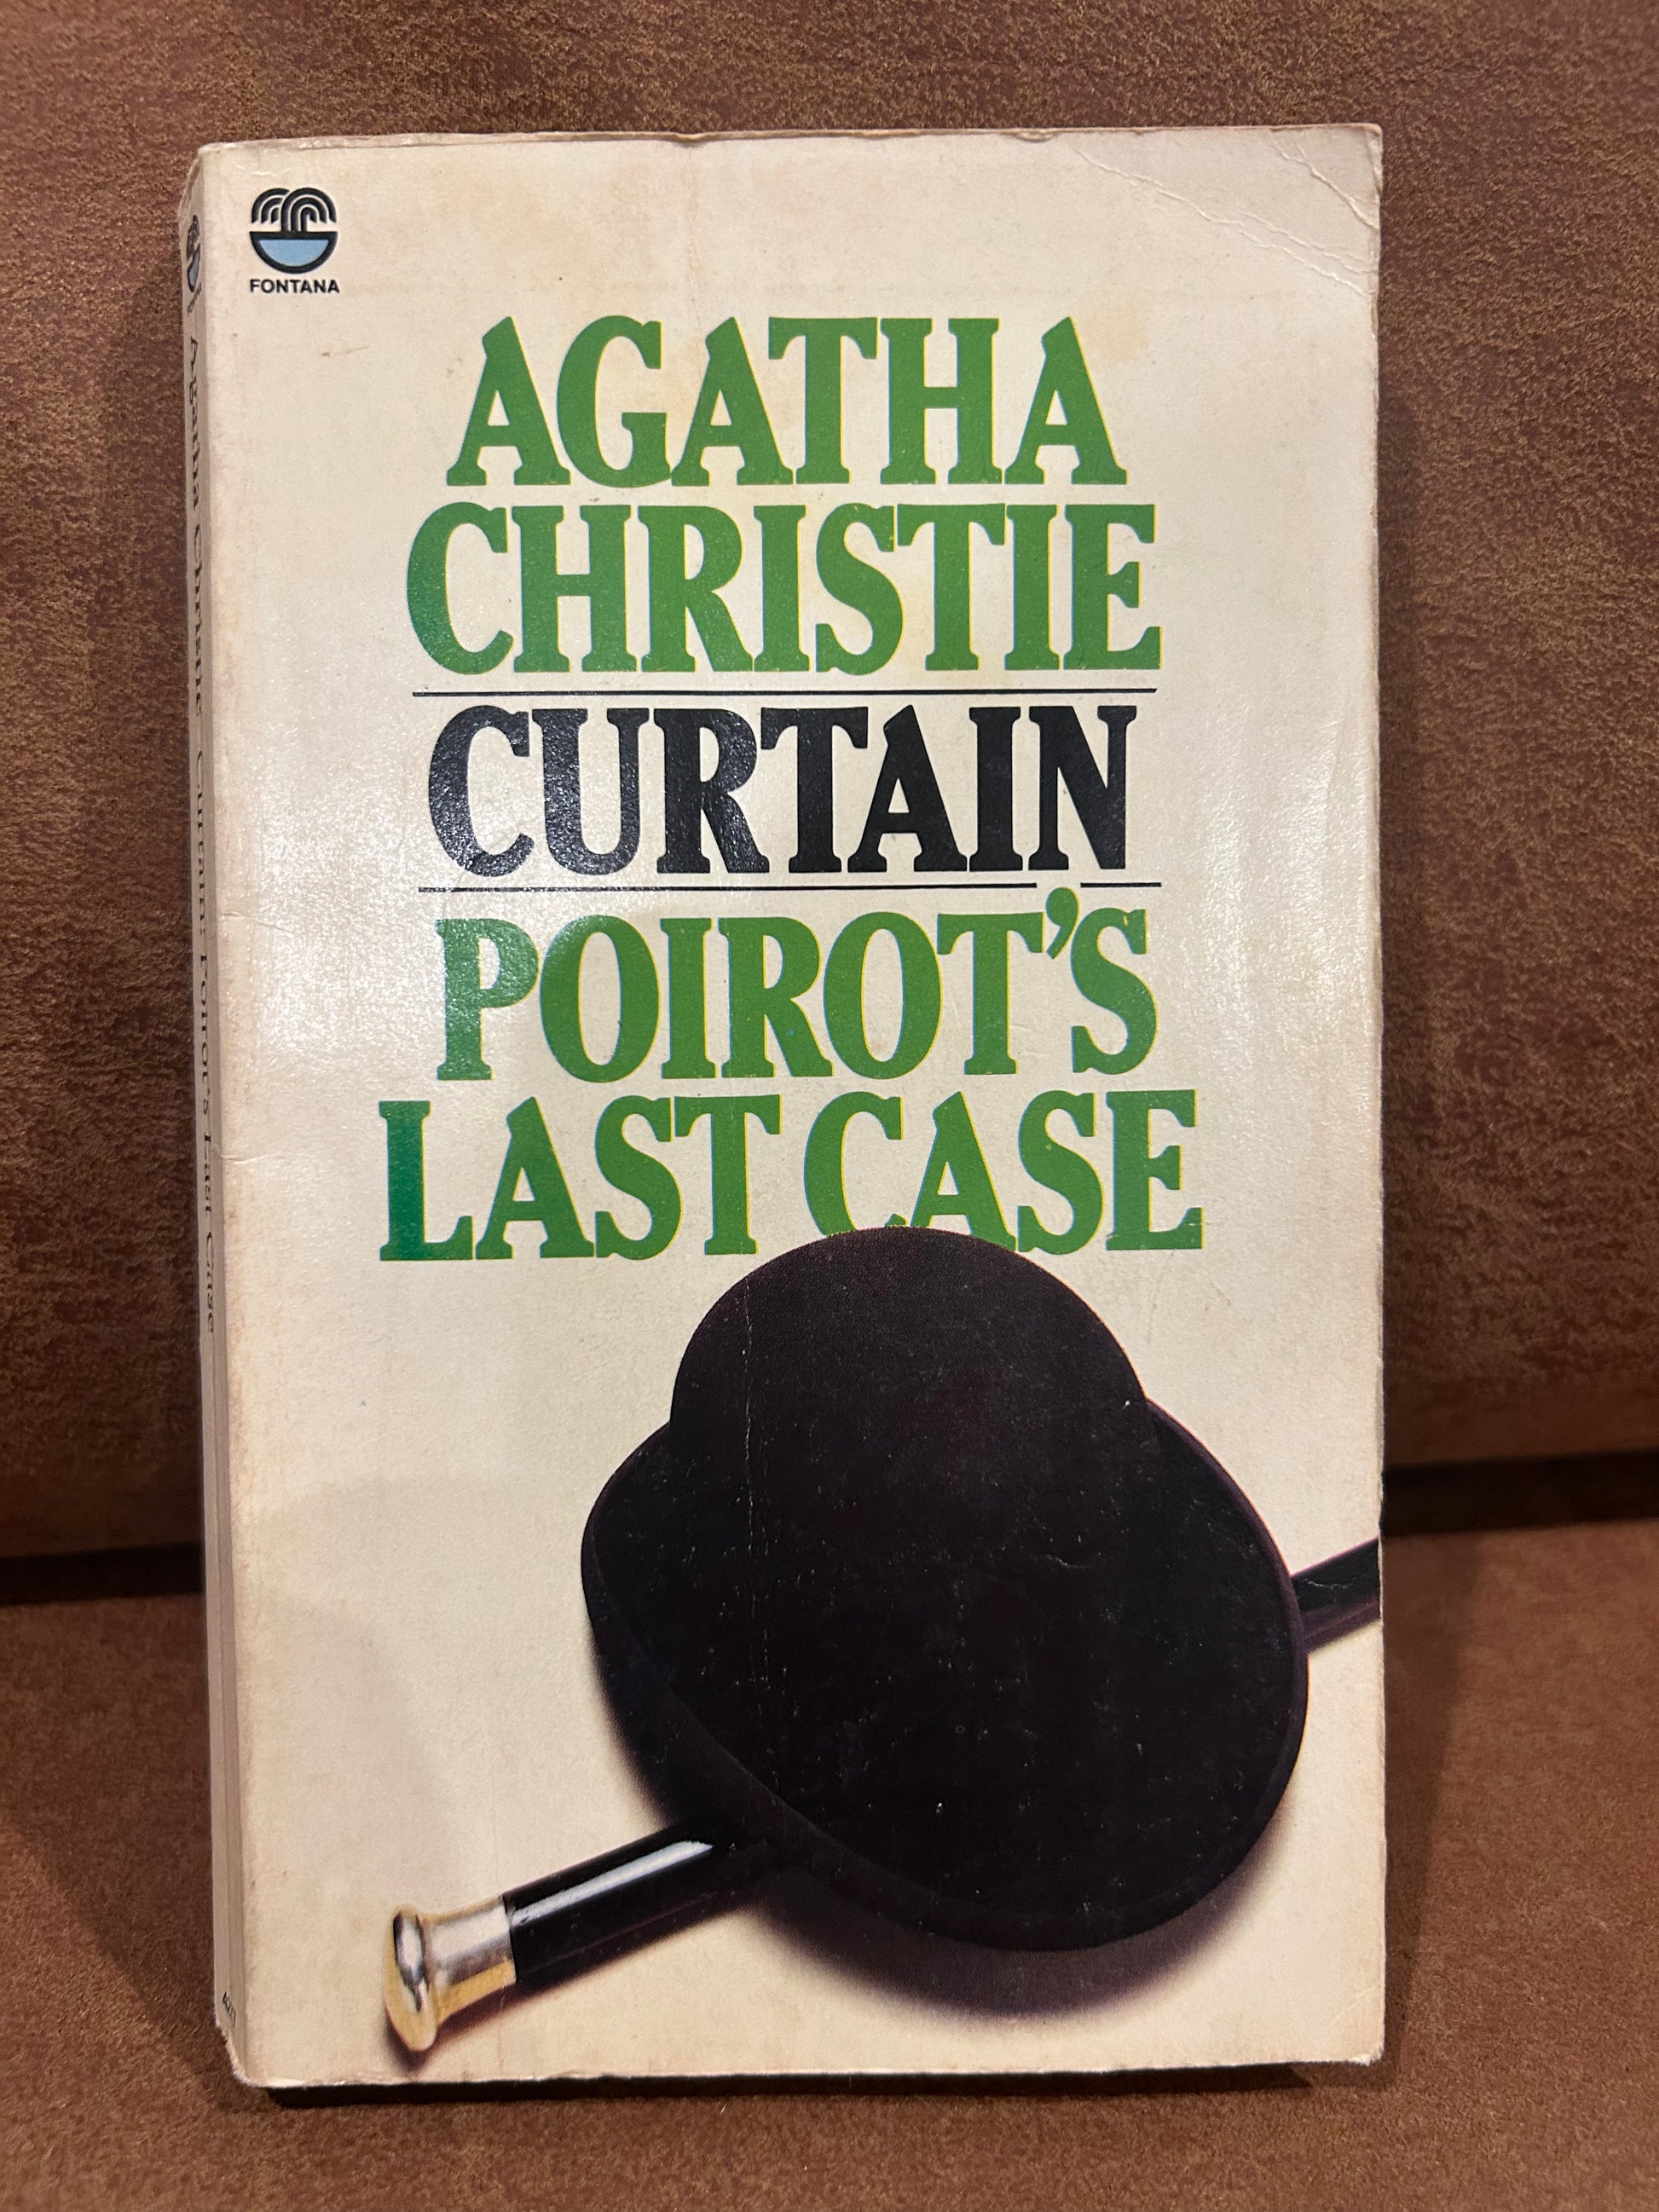 FONTANA
AGATHA
CHRISTIE
CURTAIN
POIROT'S
LAST CASE
Agatha Christie Curtain: Poirot's Last Case